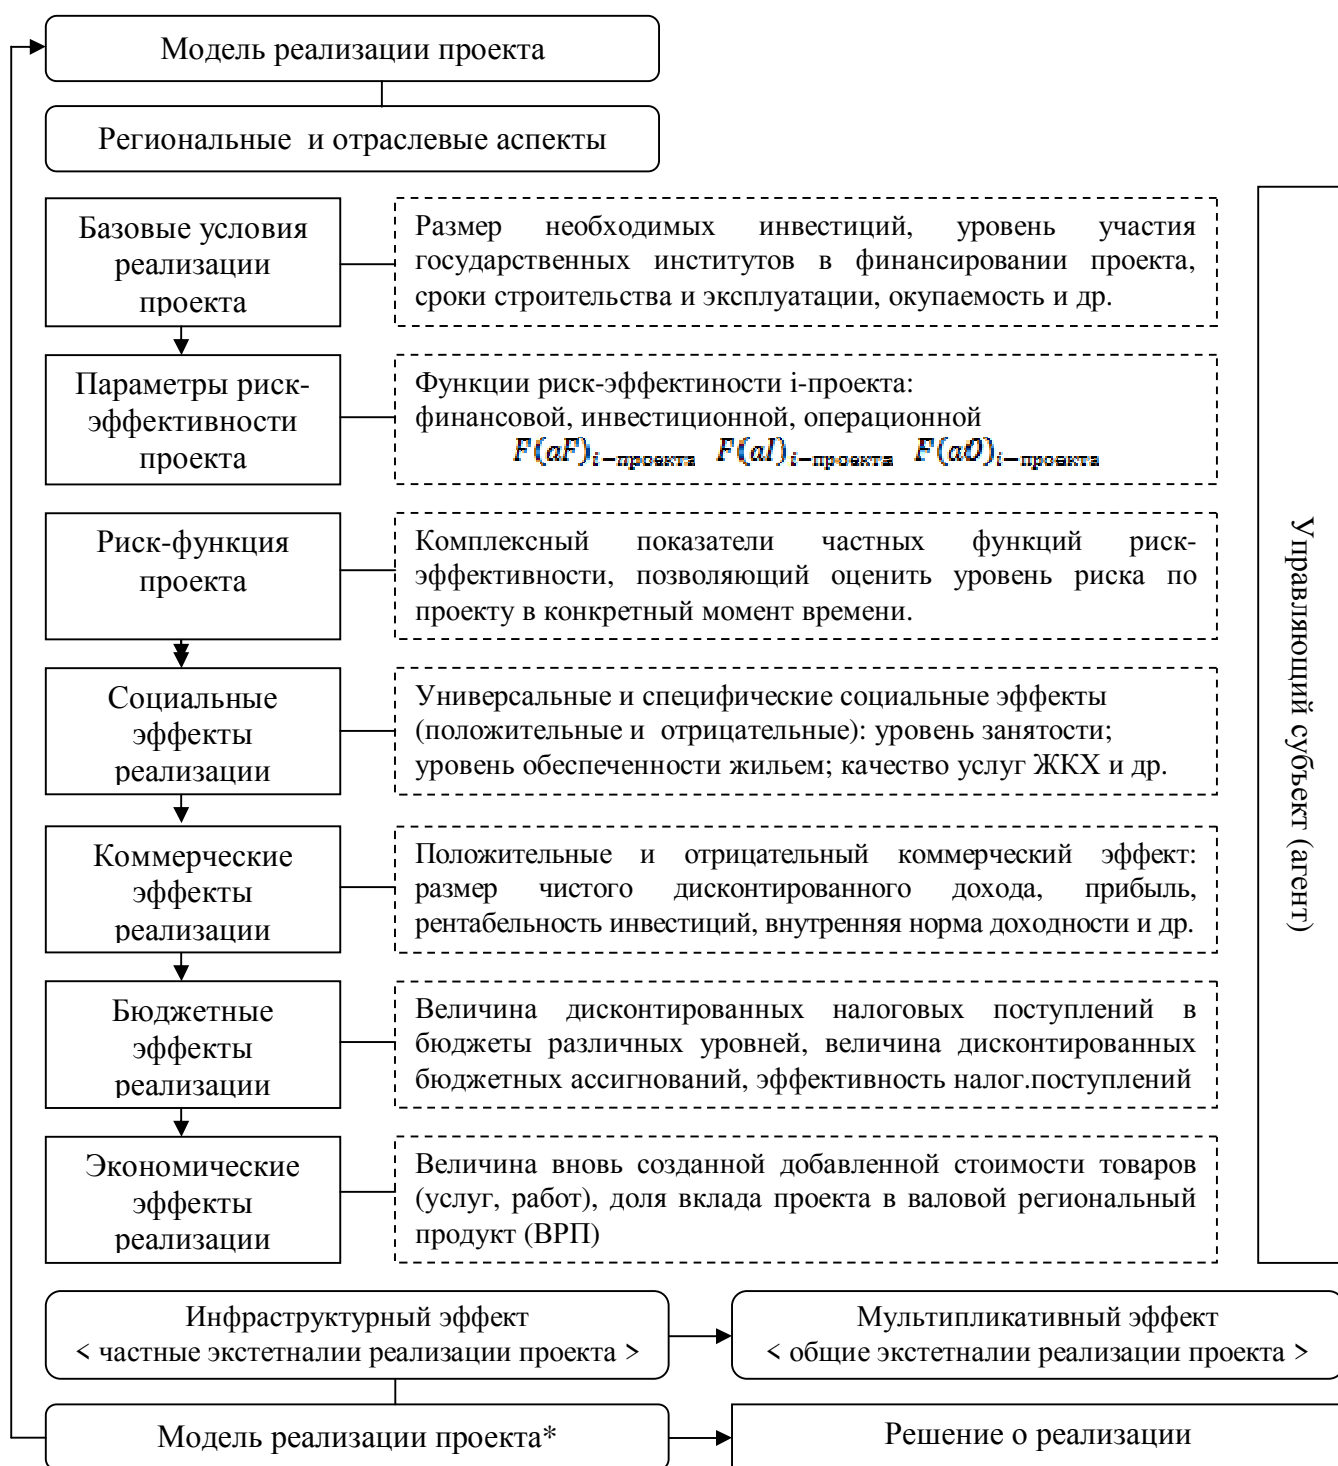 Модель реализации проекта
Региональные и отраслевые аспекты
Базовые условия
реализации
проекта
Размер необходимых инвестиций, уровень участия
государственных институтов в финансировании проекта,
сроки строительства и эксплуатации, окупаемость и др.
Параметры риск-
эффективности
проекта
Функции риск-эффектиности i-проекта:
финансовой, инвестиционной, операционной
F(aF)i−проекта F(aI)i−проекта F(aO)i−проекта
Риск-функция
проекта
Комплексный показатели частных функций риск-
эффективности, позволяющий оценить уровень риска по
проекту в конкретный момент времени.
Социальные
эффекты
реализации
Универсальные и специфические социальные эффекты
(положительные и отрицательные): уровень занятости;
уровень обеспеченности жильем; качество услуг ЖКХ и др.
Коммерческие
эффекты
реализации
Положительные и отрицательный коммерческий эффект:
размер чистого дисконтированного дохода, прибыль,
рентабельность инвестиций, внутренняя норма доходности и др.
Бюджетные
эффекты
реализации
Величина дисконтированных налоговых поступлений в
бюджеты различных уровней, величина дисконтированных
бюджетных ассигнований, эффективность налог.поступлений
Экономические
эффекты
реализации
Величина вновь созданной добавленной стоимости товаров
(услуг, работ), доля вклада проекта в валовой региональный
продукт (ВРП)
Управляющий субъект (агент)
Инфраструктурный эффект
< частные экстетналии реализации проекта >
Мультипликативный эффект
< общие экстетналии реализации проекта >
Модель реализации проекта*
Решение о реализации